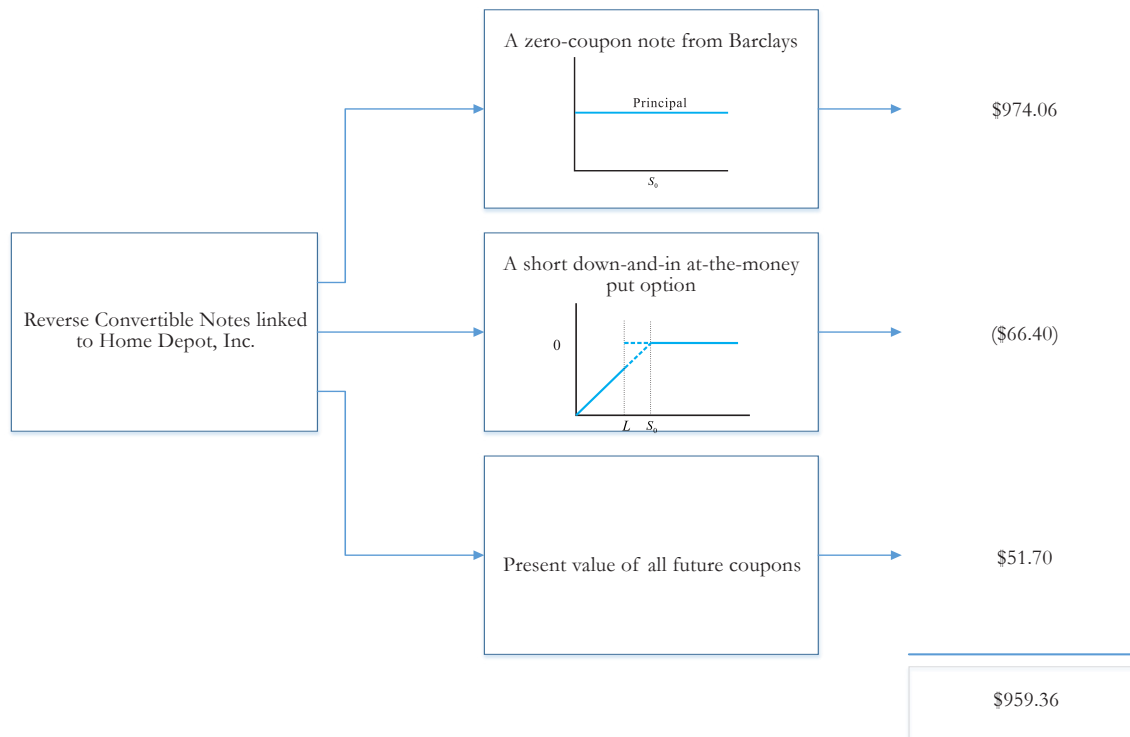 A zero-coupon note from Barclays
Principal
S₀
$974.06
Reverse Convertible Notes linked
to Home Depot, Inc.
A short down-and-in at-the-money
put option
0
L S₀
($66.40)
Present value of all future coupons
$51.70
$959.36